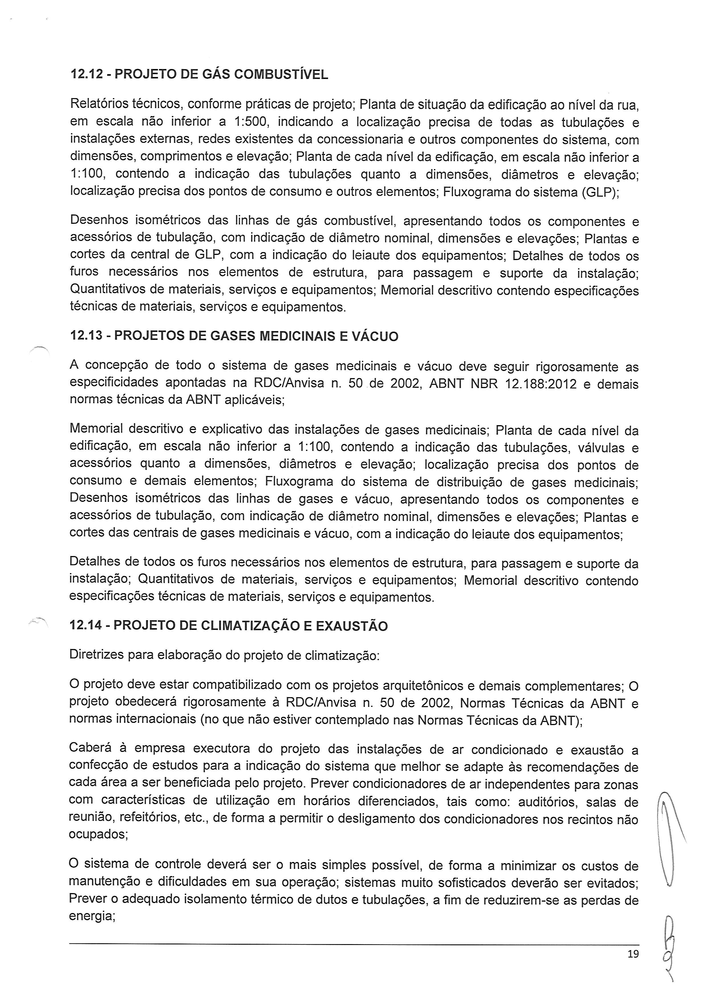 12.12 - PROJETO DE GÁS COMBUSTÍVEL
Relatórios técnicos, conforme práticas de projeto; Planta de situação da edificação ao nível da rua,
em escala não inferior a 1:500, indicando a localização precisa de todas as tubulações e
instalações externas, redes existentes da concessionaria e outros componentes do sistema, com
dimensões, comprimentos e elevação; Planta de cada nível da edificação, em escala não inferior a
1:100, contendo a indicação das tubulações quanto a dimensões, diâmetros e elevação;
localização precisa dos pontos de consumo e outros elementos; Fluxograma do sistema (GLP);
Desenhos isométricos das linhas de gás combustível, apresentando todos os componentes e
acessórios de tubulação, com indicação de diâmetro nominal, dimensões e elevações; Plantas e
cortes da central de GLP, com a indicação do leiaute dos equipamentos; Detalhes de todos os
furos necessários nos elementos de estrutura, para passagem e suporte da instalação;
Quantitativos de materiais, serviços e equipamentos; Memorial descritivo contendo especificações
técnicas de materiais, serviços e equipamentos.
12.13 - PROJETOS DE GASES MEDICINAIS E VÁCUO
A concepção de todo o sistema de gases medicinais e vácuo deve seguir rigorosamente as
especificidades apontadas na RDC/Anvisa n. 50 de 2002, ABNT NBR 12.188:2012 e demais
normas técnicas da ABNT aplicáveis;
Memorial descritivo e explicativo das instalações de gases medicinais; Planta de cada nível da
edificação, em escala não inferior a 1:100, contendo a indicação das tubulações, válvulas e
acessórios quanto a dimensões, diâmetros e elevação; localização precisa dos pontos de
consumo e demais elementos; Fluxograma do sistema de distribuição de gases medicinais;
Desenhos isométricos das linhas de gases e vácuo, apresentando todos os componentes e
acessórios de tubulação, com indicação de diâmetro nominal, dimensões e elevações; Plantas e
cortes das centrais de gases medicinais e vácuo, com a indicação do leiaute dos equipamentos;
Detalhes de todos os furos necessários nos elementos de estrutura, para passagem e suporte da
instalação; Quantitativos de materiais, serviços e equipamentos; Memorial descritivo contendo
especificações técnicas de materiais, serviços e equipamentos.
12.14 - PROJETO DE CLIMATIZAÇÃO E EXAUSTÃO
Diretrizes para elaboração do projeto de climatização:
O projeto deve estar compatibilizado com os projetos arquitetônicos e demais complementares; O
projeto obedecerá rigorosamente à RDC/Anvisa n. 50 de 2002, Normas Técnicas da ABNT e
normas internacionais (no que não estiver contemplado nas Normas Técnicas da ABNT);
Caberá à empresa executora do projeto das instalações de ar condicionado e exaustão a
confecção de estudos para a indicação do sistema que melhor se adapte às recomendações de
cada área a ser beneficiada pelo projeto. Prever condicionadores de ar independentes para zonas
com características de utilização em horários diferenciados, tais como: auditórios, salas de
reunião, refeitórios, etc., de forma a permitir o desligamento dos condicionadores nos recintos não
ocupados;
O sistema de controle deverá ser o mais simples possível, de forma a minimizar os custos de
manutenção e dificuldades em sua operação; sistemas muito sofisticados deverão ser evitados;
Prever o adequado isolamento térmico de dutos e tubulações, a fim de reduzirem-se as perdas de
energia;
19